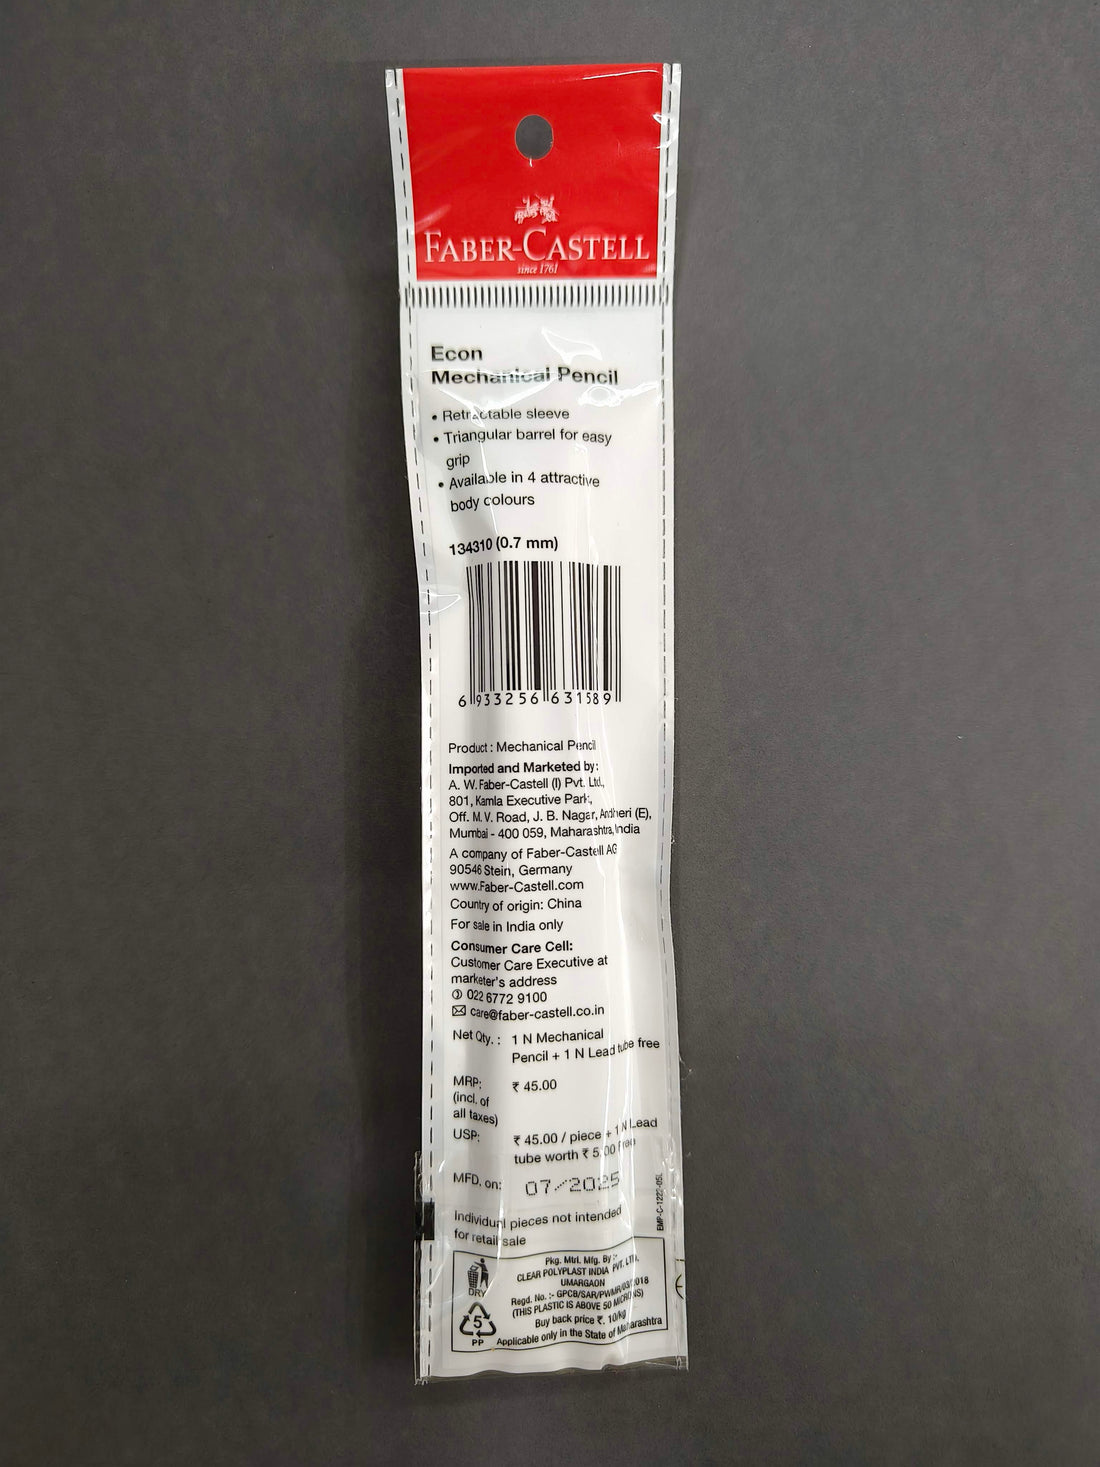 FABER-CASTELL
since 1761
Econ
Mechanical Pencil
• Retractable sleeve
• Triangular barrel for easy
grip
• Available in 4 attractive
body colours
134310 (0.7 mm)
6 933256 631589
Product : Mechanical Pencil
Imported and Marketed by:
A. W. Faber-Castell (I) Pvt. Ltd.,
801, Kamla Executive Park,
Off. M. V. Road, J. B. Nagar, Andheri (E),
Mumbai - 400 059, Maharashtra, India
A company of Faber-Castell AG
90546 Stein, Germany
www.Faber-Castell.com
Country of origin: China
For sale in India only
Consumer Care Cell:
Customer Care Executive at
marketer's address
022 6772 9100
care@faber-castell.co.in
Net Qty. : 1 N Mechanical
Pencil + 1 N Lead tube free
MRP: ₹ 45.00
(incl. of
all taxes)
USP: ₹ 45.00 / piece + 1 N Lead
tube worth ₹ 5.00 free
MFD. on: 07/2025
Individual pieces not intended
for retail sale
DRY
5
PP
Pkg. Mtrl. Mfg. By :-
CLEAR POLYPLAST INDIA PVT. LTD.
UMARGAON
Regd. No. :- GPCB/SAR/PWMR/03/2018
(THIS PLASTIC IS ABOVE 50 MICRONS)
Buy back price ₹. 10/kg
Applicable only in the State of Maharashtra